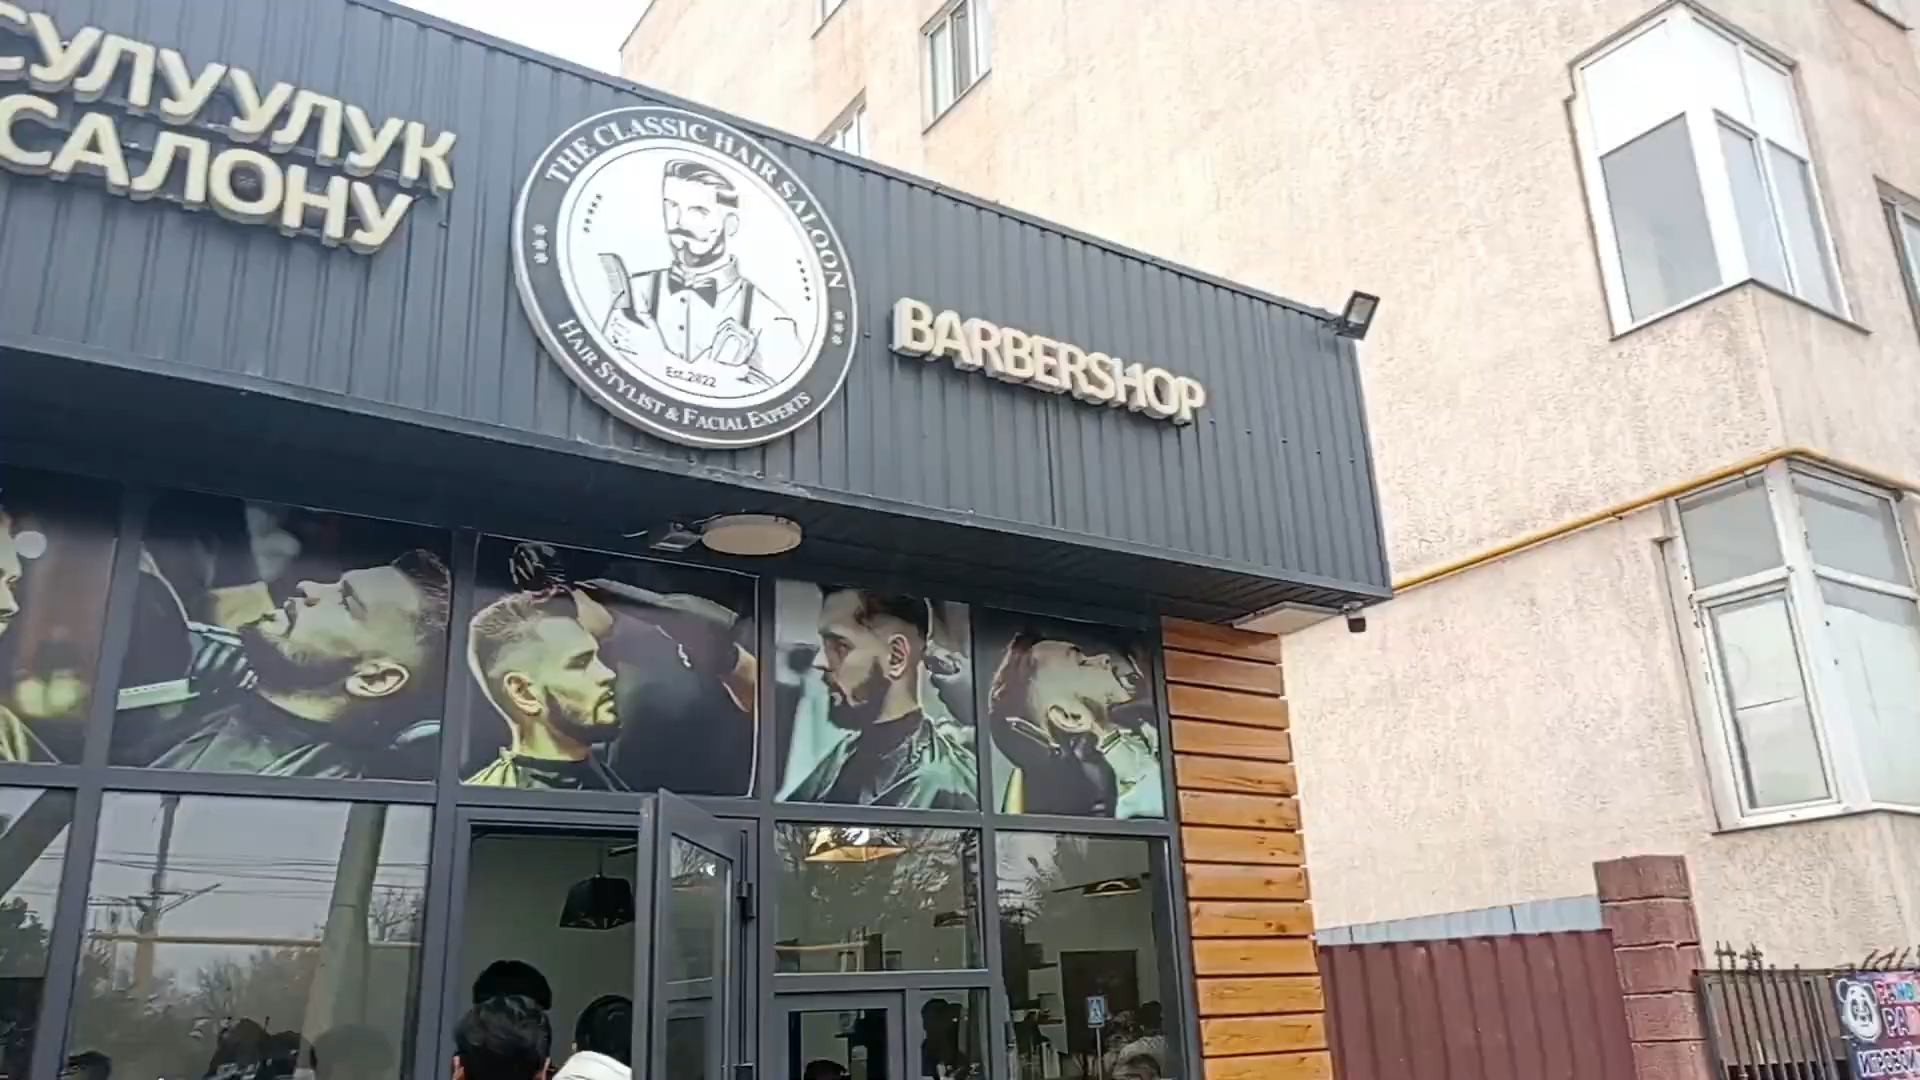 СУЛУУЛУК
САЛОНУ
THE CLASSIC HAIR SALOON
Est.2022
HAIR STYLIST & FACIAL EXPERTS
BARBERSHOP